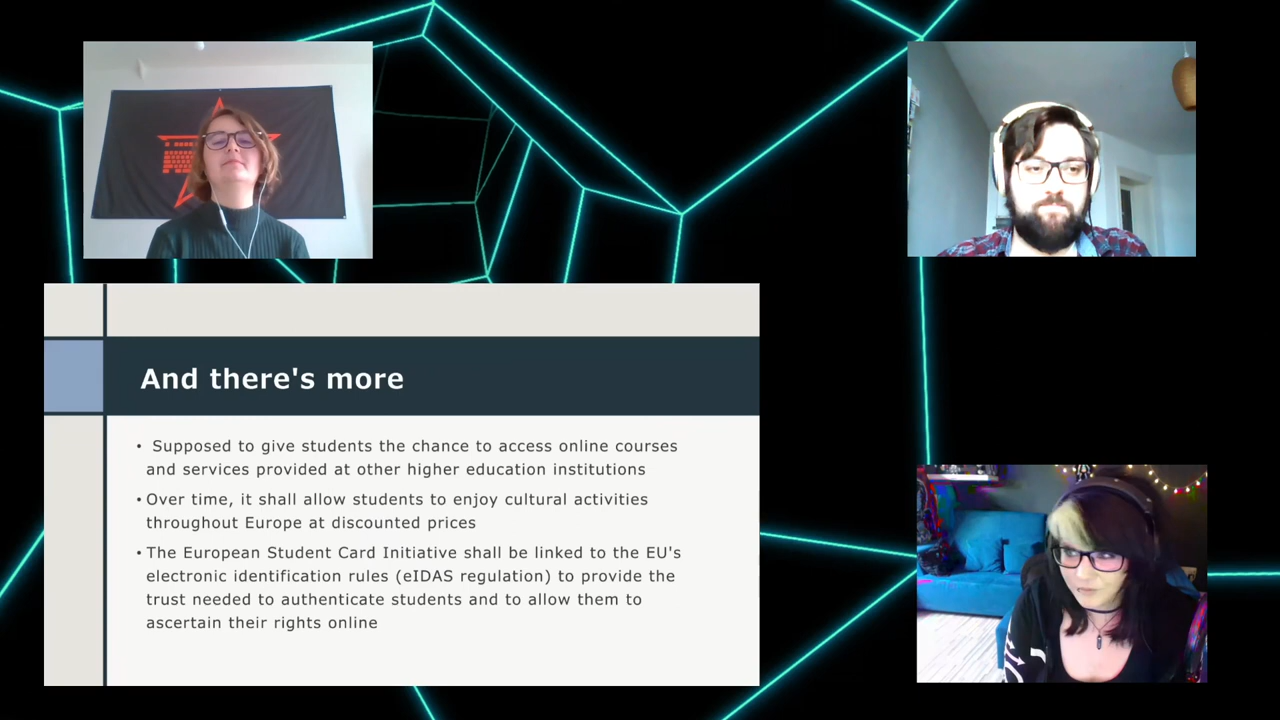 And there's more
• Supposed to give students the chance to access online courses
and services provided at other higher education institutions
• Over time, it shall allow students to enjoy cultural activities
throughout Europe at discounted prices
• The European Student Card Initiative shall be linked to the EU's
electronic identification rules (eIDAS regulation) to provide the
trust needed to authenticate students and to allow them to
ascertain their rights online